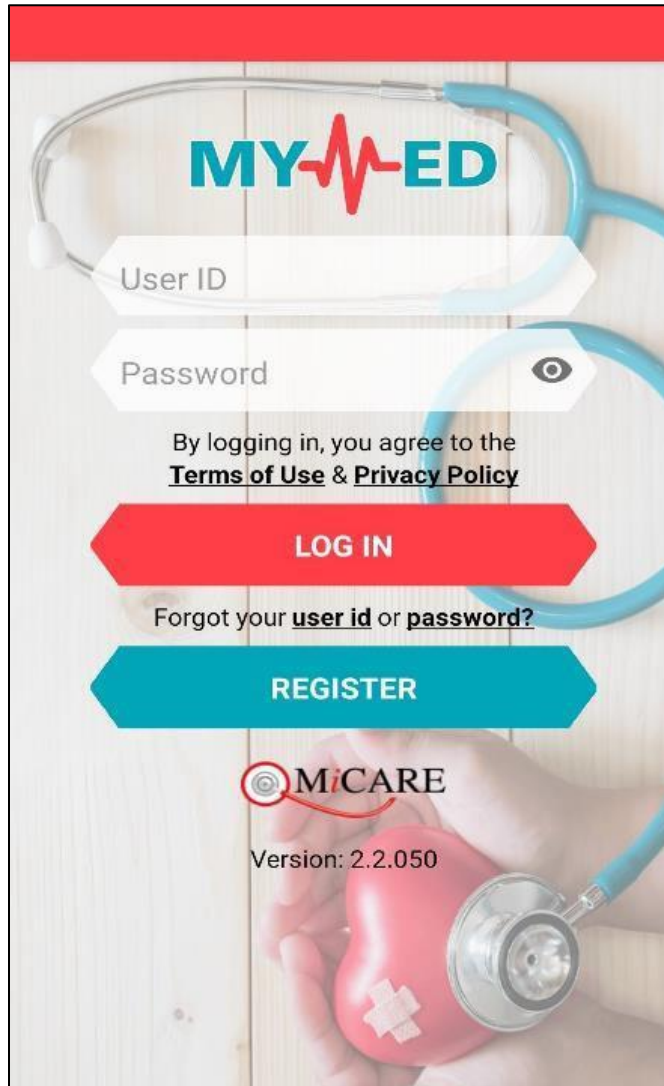 MY ED
User ID
Password
By logging in, you agree to the
Terms of Use & Privacy Policy
LOG IN
Forgot your user id or password?
REGISTER
MiCARE
Version: 2.2.050